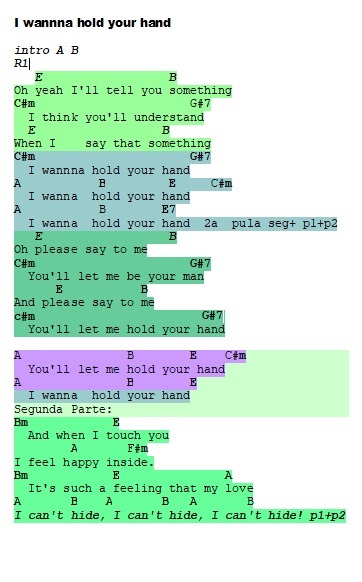 I wannna hold your hand
intro A B
R1
E B
Oh yeah I'll tell you something
C#m G#7
I think you'll understand
E B
When I say that something
C#m G#7
I wannna hold your hand
A B E C#m
I wanna hold your hand
A B E7
I wanna hold your hand 2a pula seg+ p1+p2
E B
Oh please say to me
C#m G#7
You'll let me be your man
E B
And please say to me
c#m G#7
You'll let me hold your hand
A B E C#m
You'll let me hold your hand
A B E
I wanna hold your hand
Segunda Parte:
Bm E
And when I touch you
A F#m
I feel happy inside.
Bm E A
It's such a feeling that my love
A B A B A B
I can't hide, I can't hide, I can't hide! p1+p2